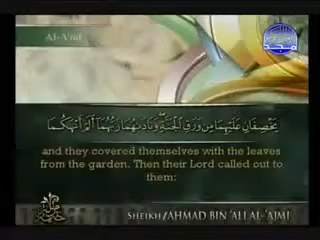 Al-A'raf
يَخْصِفَانِ عَلَيْهِمَا مِن وَرَقِ الْجَنَّةِ وَنَادَاهُمَا رَبُّهُمَا أَلَمْ أَنْهَكُمَا
and they covered themselves with the leaves
from the garden. Then their Lord called out to
them:
Sheikh/Ahmad Bin 'Ali Al-'Ajmi